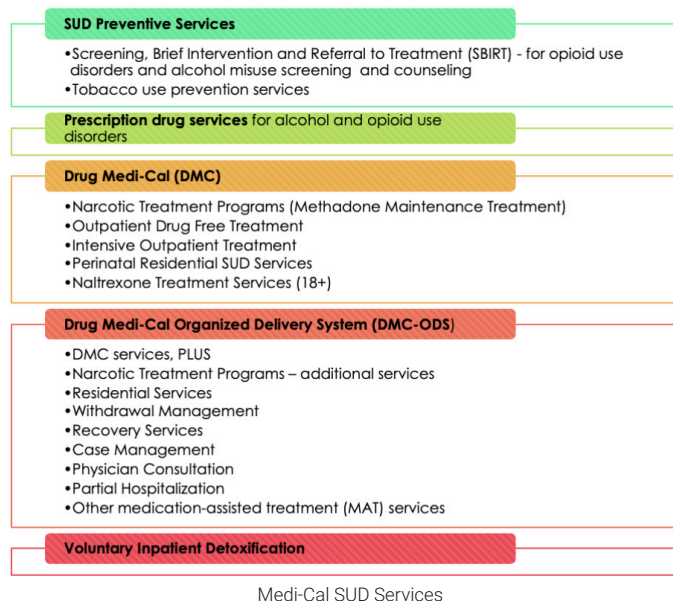 SUD Preventive Services
•Screening, Brief Intervention and Referral to Treatment (SBIRT) - for opioid use
disorders and alcohol misuse screening and counseling
•Tobacco use prevention services
Prescription drug services for alcohol and opioid use
disorders
Drug Medi-Cal (DMC)
•Narcotic Treatment Programs (Methadone Maintenance Treatment)
•Outpatient Drug Free Treatment
•Intensive Outpatient Treatment
•Perinatal Residential SUD Services
•Naltrexone Treatment Services (18+)
Drug Medi-Cal Organized Delivery System (DMC-ODS)
•DMC services, PLUS
•Narcotic Treatment Programs – additional services
•Residential Services
•Withdrawal Management
•Recovery Services
•Case Management
•Physician Consultation
•Partial Hospitalization
•Other medication-assisted treatment (MAT) services
Voluntary Inpatient Detoxification
Medi-Cal SUD Services